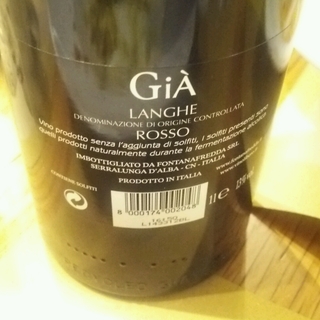 GiÀ
LANGHE
DENOMINAZIONE DI ORIGINE CONTROLLATA
ROSSO
Vino prodotto senza l'aggiunta di solfiti, i solfiti presenti sono
quelli prodotti naturalmente durante la fermentazione alcolica
IMBOTTIGLIATO DA FONTANAFREDDA SRL
SERRALUNGA D'ALBA - CN - ITALIA
PRODOTTO IN ITALIA
CONTIENE SOLFITI
8 000174 002048
1l e